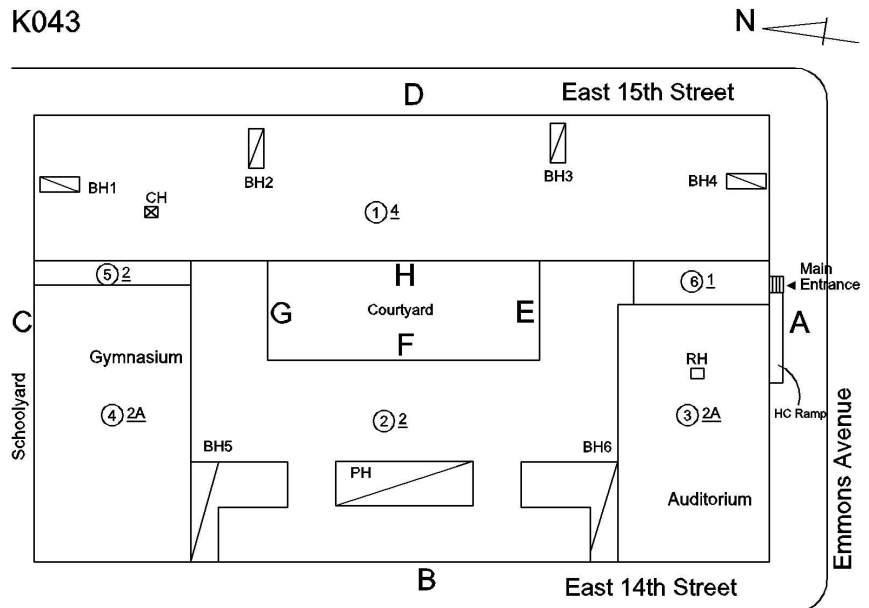 K043
N
D
East 15th Street
BH1
BH2
BH3
BH4
CH
1 4
5 2
H
6 1
Main
Entrance
C
G
Courtyard
E
A
F
Gymnasium
RH
Schoolyard
4 2A
2 2
3 2A
HC Ramp
BH5
BH6
PH
Auditorium
Emmons Avenue
B
East 14th Street